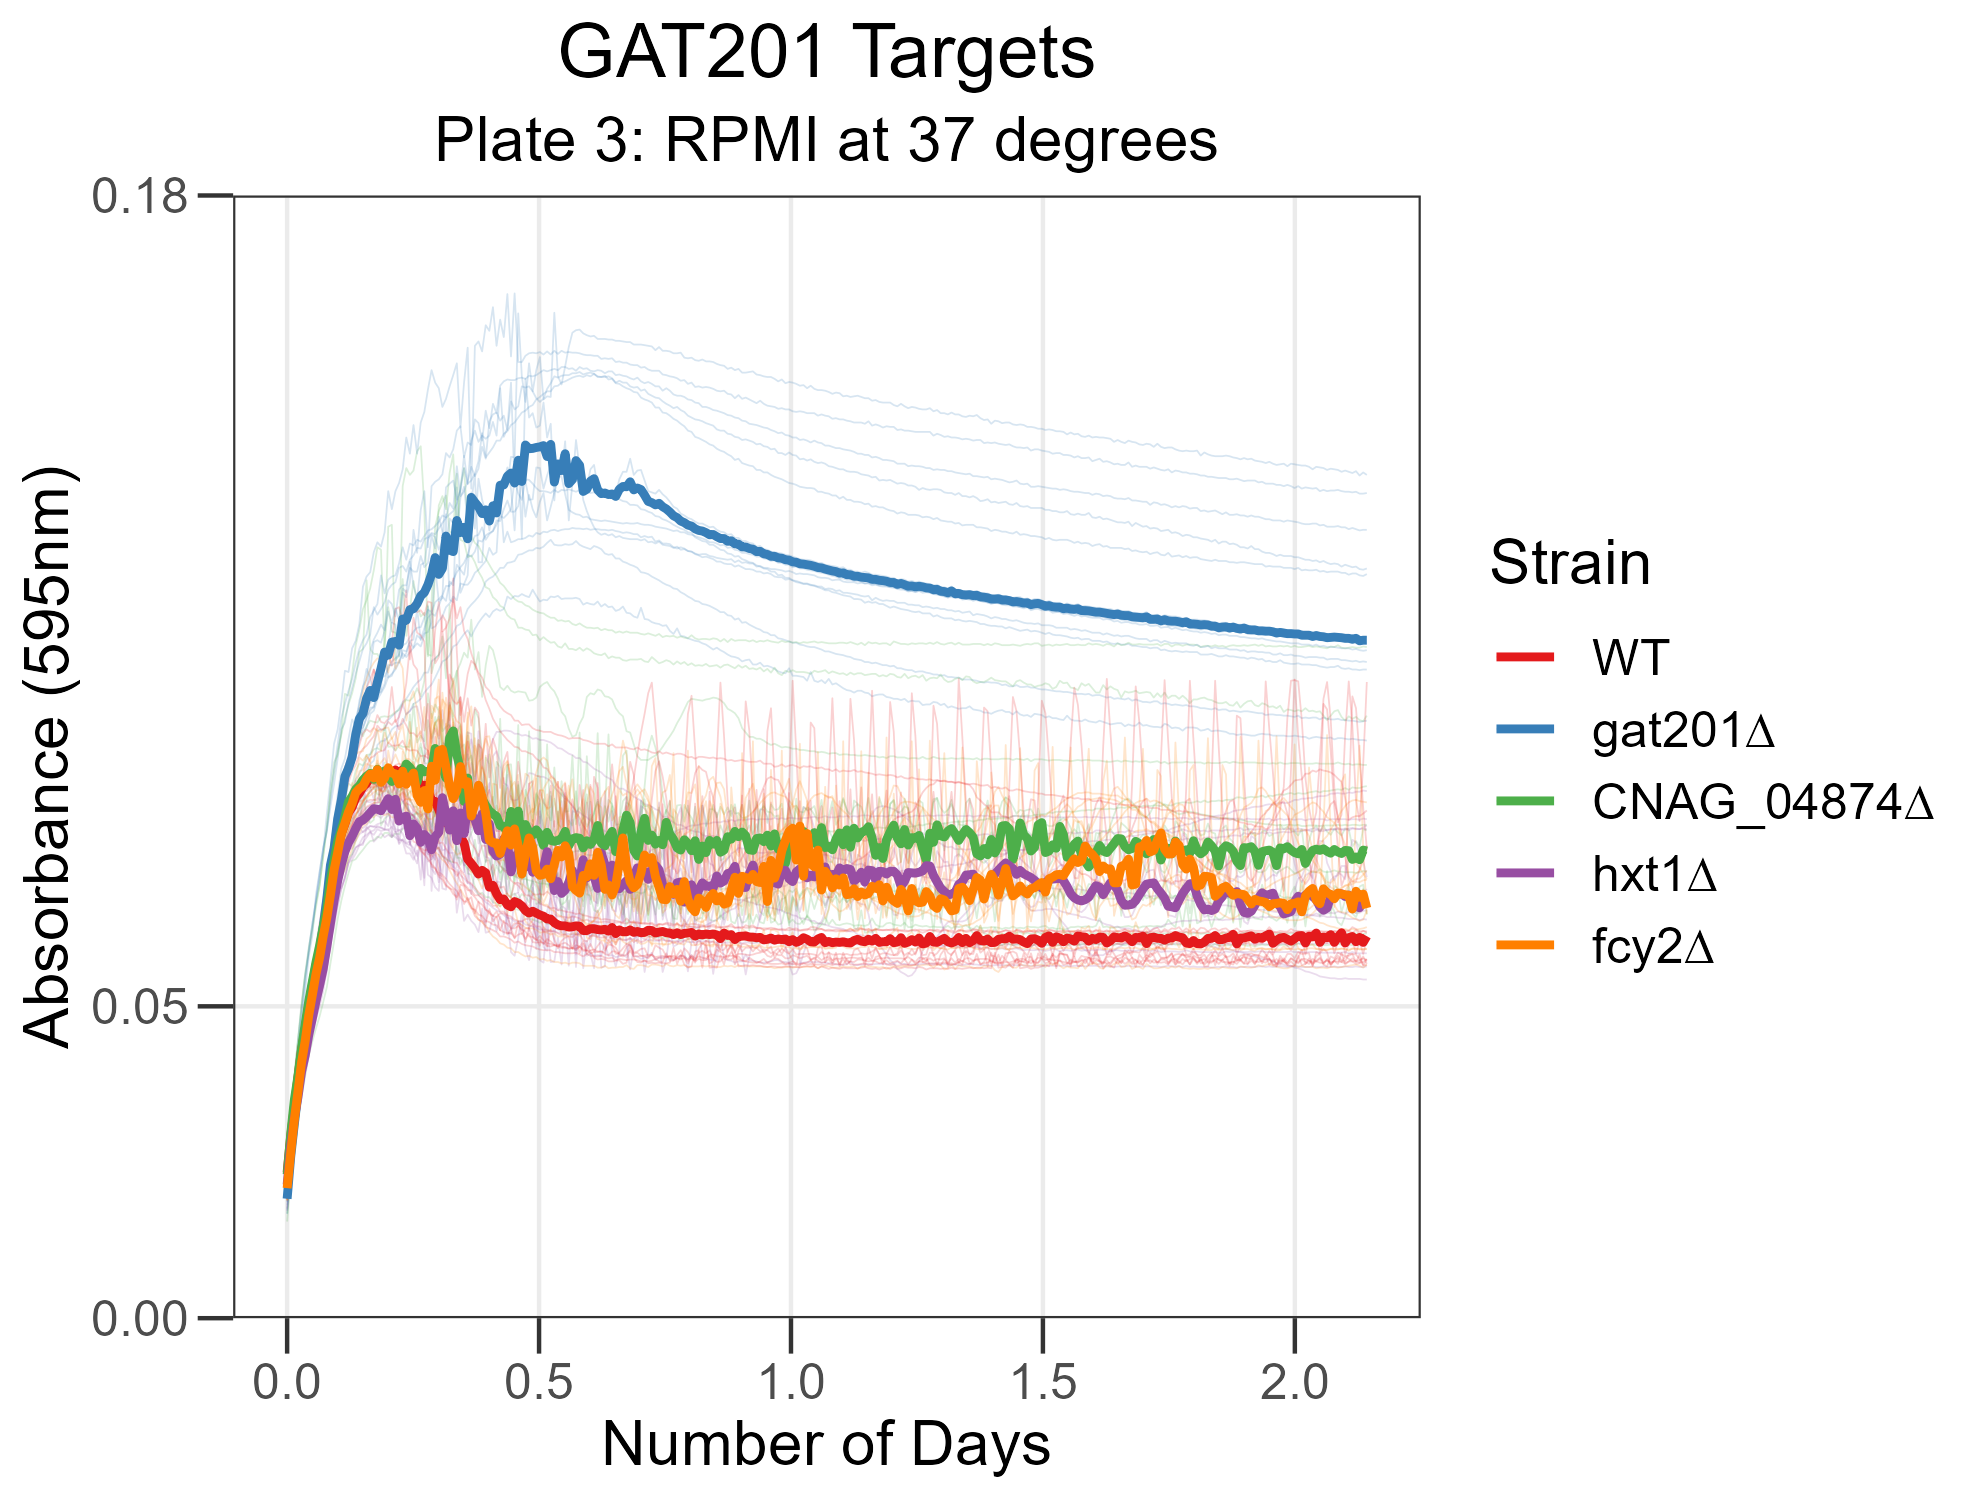 GAT201 Targets
Plate 3: RPMI at 37 degrees
Absorbance (595nm)
0.18
0.05
0.00
0.0 0.5 1.0 1.5 2.0
Number of Days
Strain
WT
gat201Δ
CNAG_04874Δ
hxt1Δ
fcy2Δ